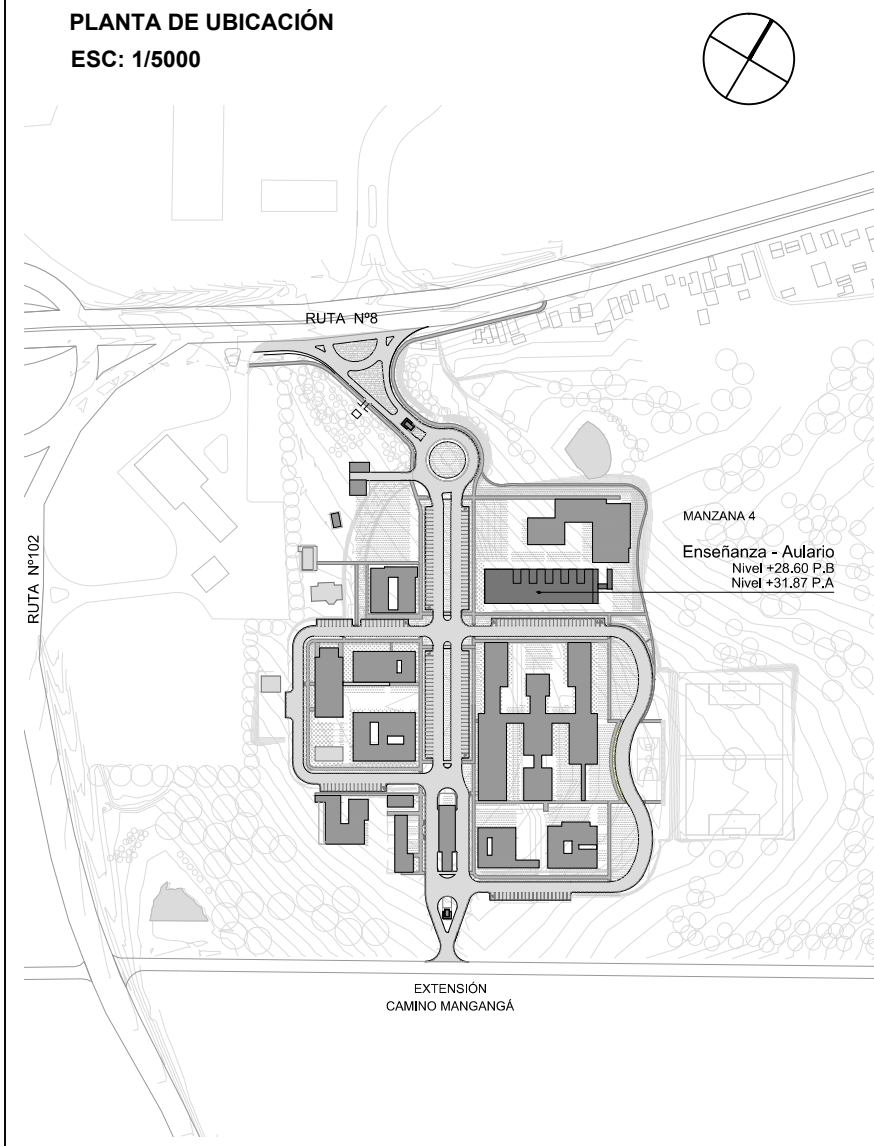 PLANTA DE UBICACIÓN
ESC: 1/5000
RUTA Nº8
MANZANA 4
Enseñanza - Aulario
Nivel +28.60 P.B
Nivel +31.87 P.A
RUTA Nº102
EXTENSIÓN
CAMINO MANGANGÁ